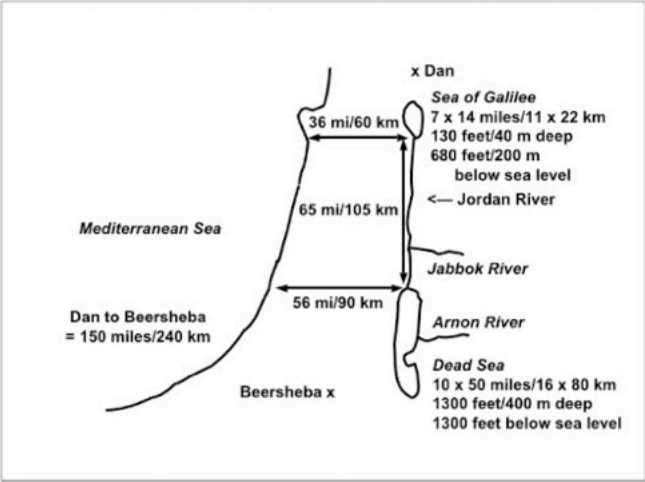 x Dan
Sea of Galilee
7 x 14 miles/11 x 22 km
130 feet/40 m deep
680 feet/200 m
below sea level
36 mi/60 km
<— Jordan River
65 mi/105 km
Mediterranean Sea
Jabbok River
56 mi/90 km
Dan to Beersheba
= 150 miles/240 km
Arnon River
Dead Sea
10 x 50 miles/16 x 80 km
1300 feet/400 m deep
1300 feet below sea level
Beersheba x